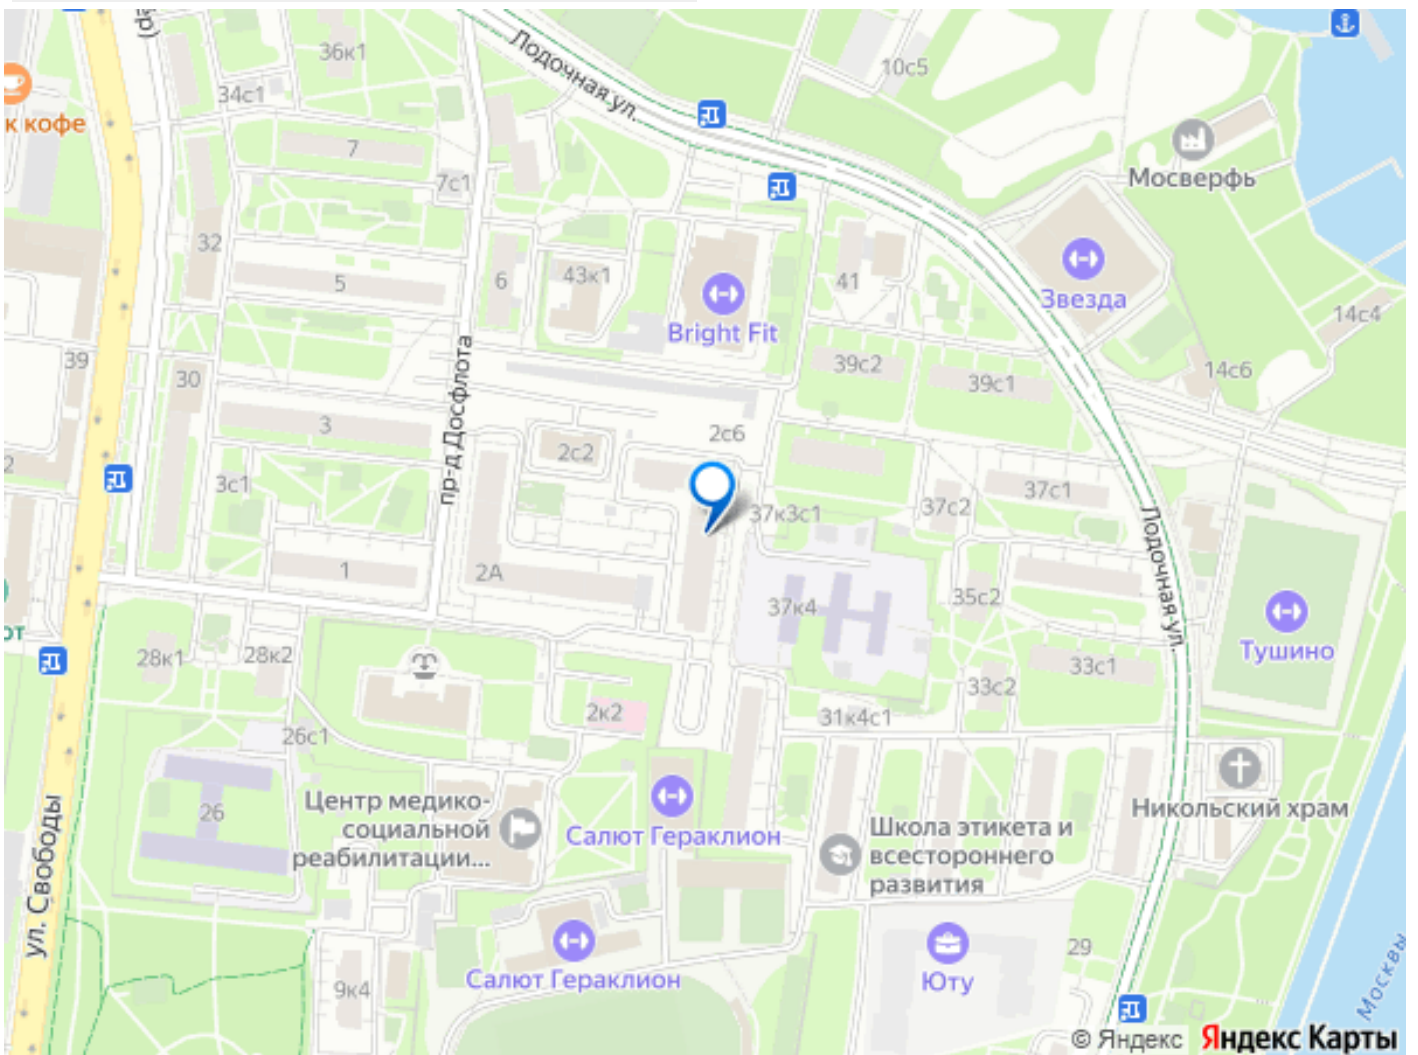 36к1
Лодочная ул.
10с5
34с1
к кофе
7
7с1
Мосверфь
32
5
6
43к1
41
Звезда
Bright Fit
14с4
39
30
пр-д Досфлота
39с2
39с1
14с6
3
2с6
2с2
2
3с1
37с1
37с2
37к3с1
Лодочная ул.
1
2А
37к4
35с2
от
28к1
28к2
33с1
33с2
Тушино
2к2
31к4с1
26с1
26
Центр медико-
социальной
реабилитации...
Салют Гераклион
Школа этикета и
всестороннего
развития
Никольский храм
ул. Свободы
Салют Гераклион
9к4
Юту
29
Москвы
© Яндекс Яндекс Карты